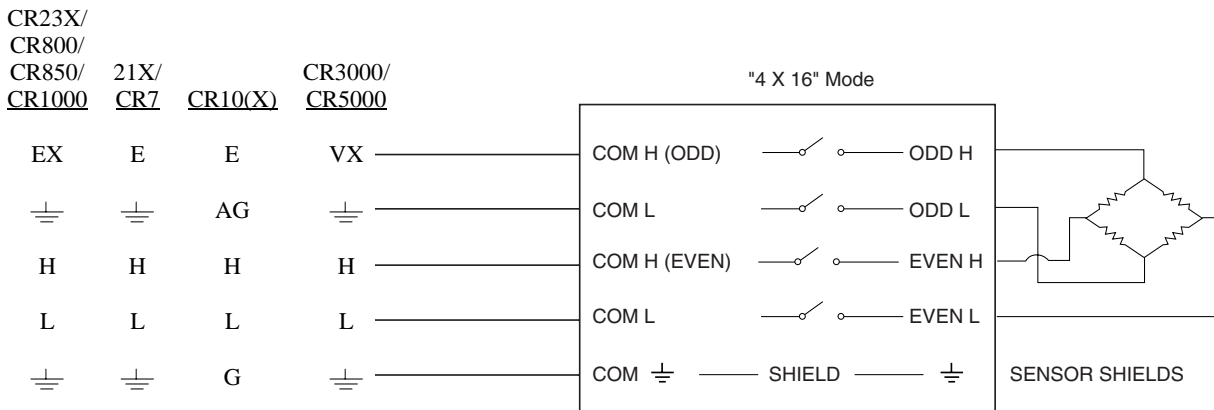 CR23X/
CR800/
CR850/ 21X/ CR3000/
CR1000 CR7 CR10(X) CR5000
"4 X 16" Mode
EX E E VX COM H (ODD) ODD H
AG COM L ODD L
H H H H COM H (EVEN) EVEN H
L L L L COM L EVEN L
G COM SHIELD SENSOR SHIELDS